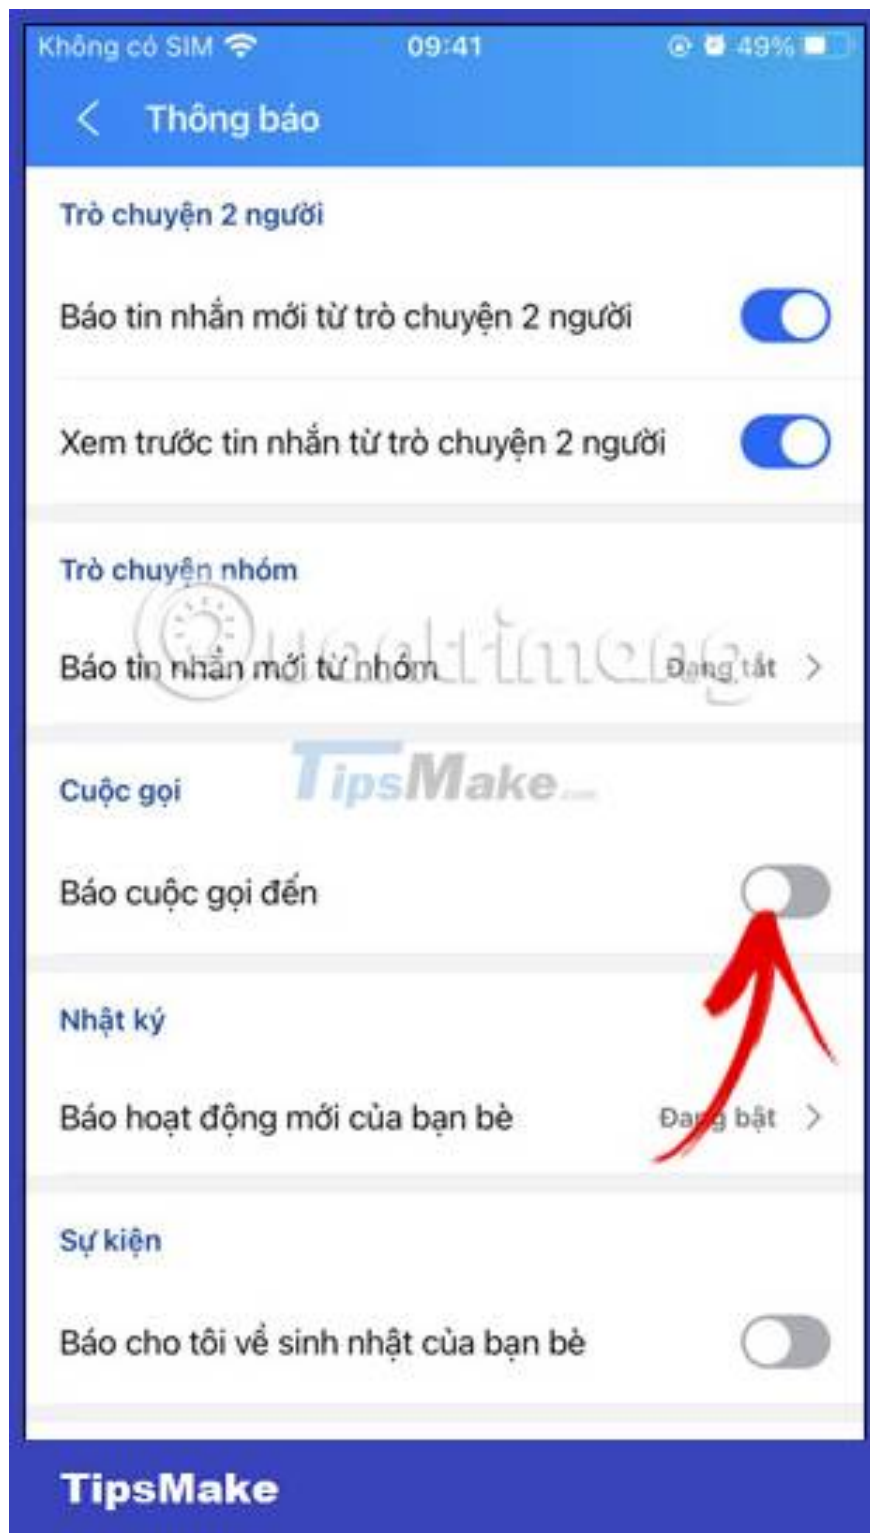 Không có SIM 09:41 49%
Thông báo
Trò chuyện 2 người
Báo tin nhắn mới từ trò chuyện 2 người
Xem trước tin nhắn từ trò chuyện 2 người
Trò chuyện nhóm
Quantrimang
Báo tin nhắn mới từ nhóm Đang tắt
TipsMake.com
Cuộc gọi
Báo cuộc gọi đến
Nhật ký
Báo hoạt động mới của bạn bè Đang bật
Sự kiện
Báo cho tôi về sinh nhật của bạn bè
TipsMake